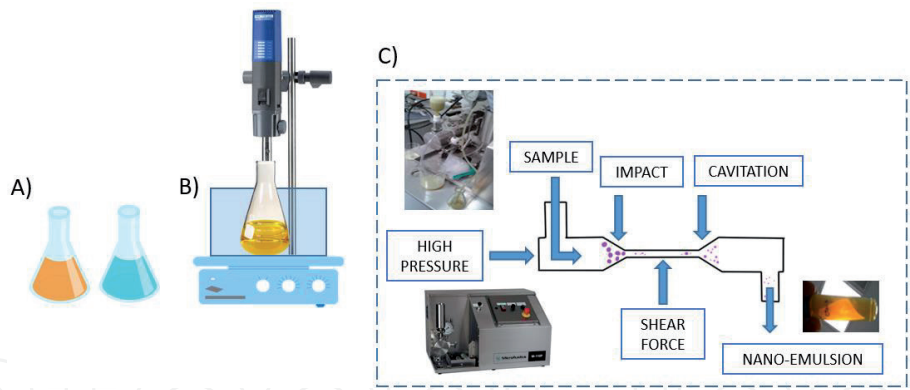 A)
B)
C)
SAMPLE
IMPACT
CAVITATION
HIGH
PRESSURE
SHEAR
FORCE
NANO-EMULSION